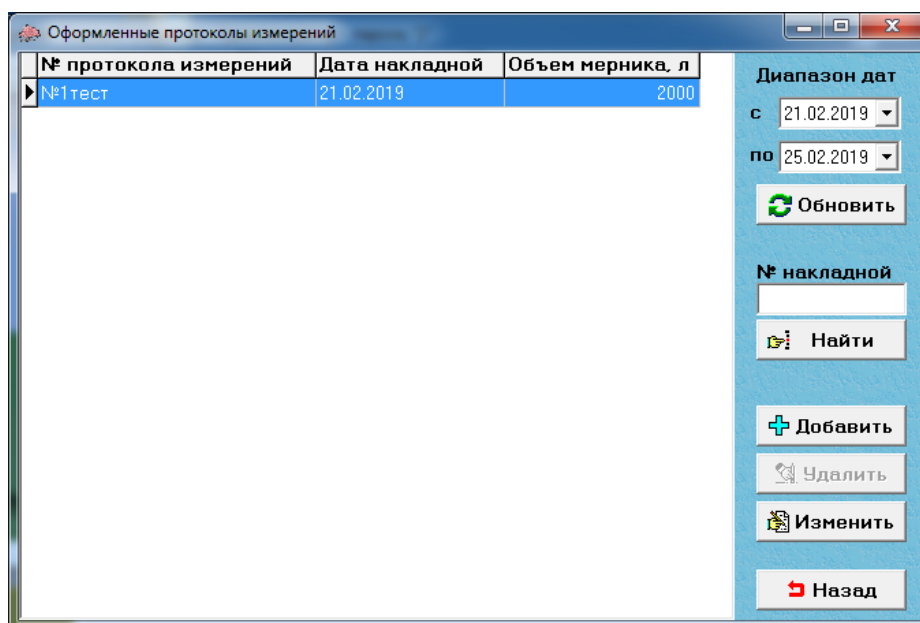 Оформленные протоколы измерений
№ протокола измерений Дата накладной Объем мерника, л
№1тест 21.02.2019 2000
Диапазон дат
с 21.02.2019
по 25.02.2019
Обновить
№ накладной
Найти
Добавить
Удалить
Изменить
Назад